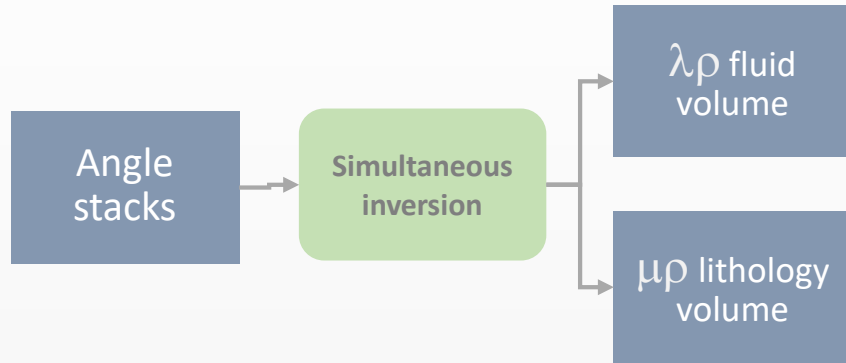 Angle
stacks
Simultaneous
inversion
λρ fluid
volume
μρ lithology
volume